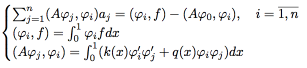 ∑_{j=1}^{n}(Aφ_j, φ_i)a_j = (φ_i, f) − (Aφ_0, φ_i), i = \overline{1, n}
(φ_i, f) = ∫_0^1 φ_i f dx
(Aφ_j, φ_i) = ∫_0^1 (k(x)φ_i′φ_j′ + q(x)φ_iφ_j)dx